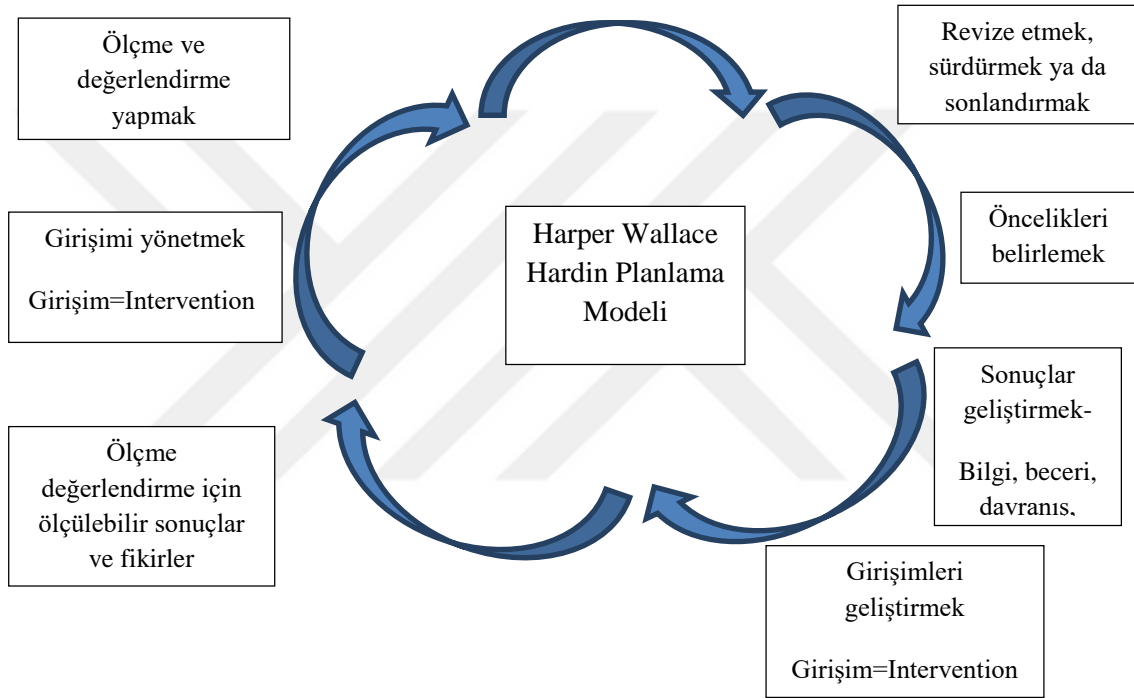 Ölçme ve
değerlendirme
yapmak
Revize etmek,
sürdürmek ya da
sonlandırmak
Girişimi yönetmek
Girişim=Intervention
Harper Wallace
Hardin Planlama
Modeli
Öncelikleri
belirlemek
Sonuçlar
geliştirmek-
Bilgi, beceri,
davranış,
Ölçme
değerlendirme için
ölçülebilir sonuçlar
ve fikirler
Girişimleri
geliştirmek
Girişim=Intervention